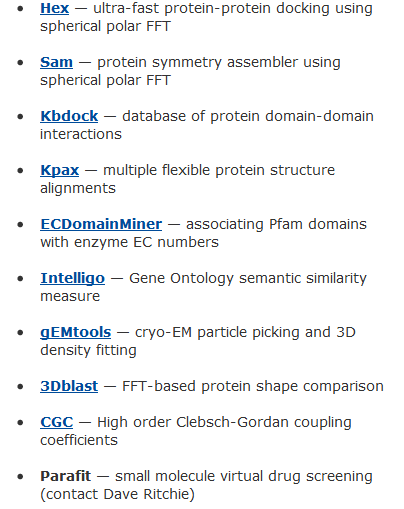 • Hex — ultra-fast protein-protein docking using
spherical polar FFT
• Sam — protein symmetry assembler using
spherical polar FFT
• Kbdock — database of protein domain-domain
interactions
• Kpax — multiple flexible protein structure
alignments
• ECDomainMiner — associating Pfam domains
with enzyme EC numbers
• Intelligo — Gene Ontology semantic similarity
measure
• gEMtools — cryo-EM particle picking and 3D
density fitting
• 3Dblast — FFT-based protein shape comparison
• CGC — High order Clebsch-Gordan coupling
coefficients
• Parafit — small molecule virtual drug screening
(contact Dave Ritchie)